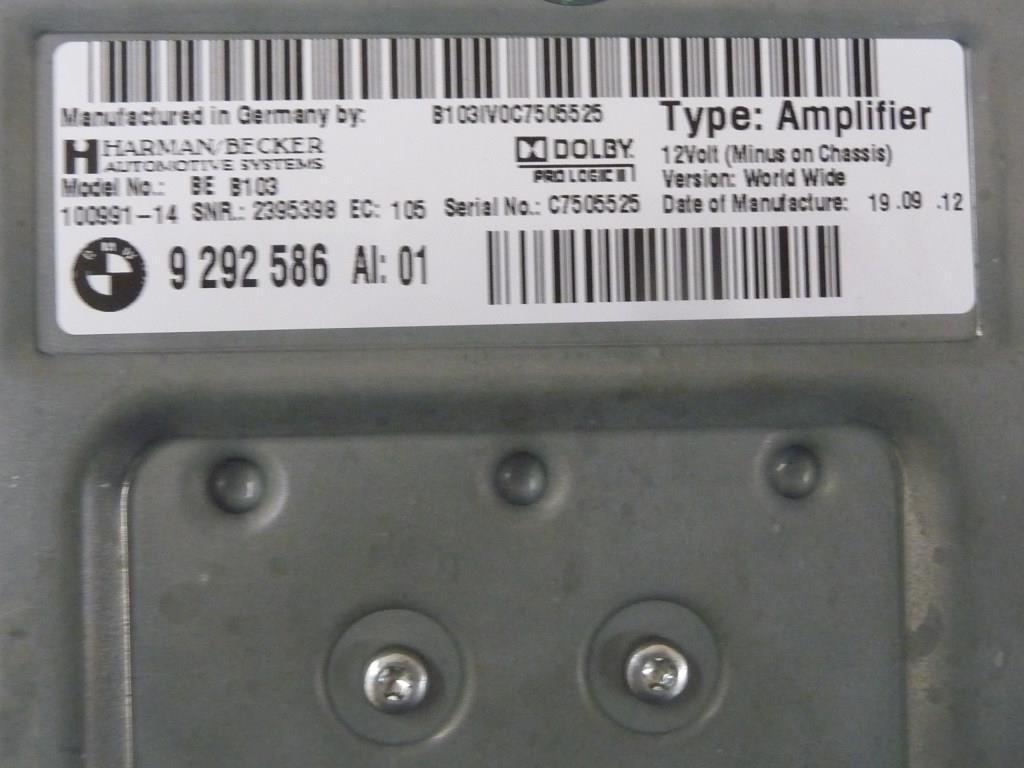 Manufactured in Germany by: B103IV0C7505525 Type: Amplifier
HARMAN/BECKER
AUTOMOTIVE SYSTEMS
DOLBY
PRO LOGIC II
12Volt (Minus on Chassis)
Model No.: BE B103
Version: World Wide
100991-14 SNR.: 2395398 EC: 105 Serial No.: C7505525 Date of Manufacture: 19.09.12
BMW
9 292 586 AI: 01